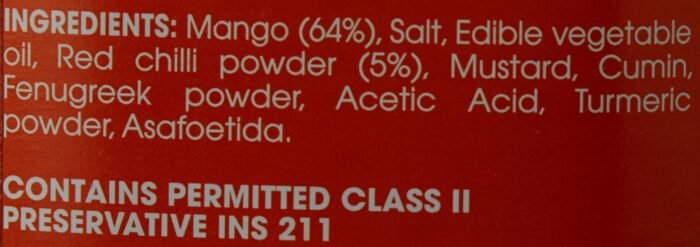 INGREDIENTS: Mango (64%), Salt, Edible vegetable
oil, Red chilli powder (5%), Mustard, Cumin,
Fenugreek powder, Acetic Acid, Turmeric
powder, Asafoetida.
CONTAINS PERMITTED CLASS II
PRESERVATIVE INS 211